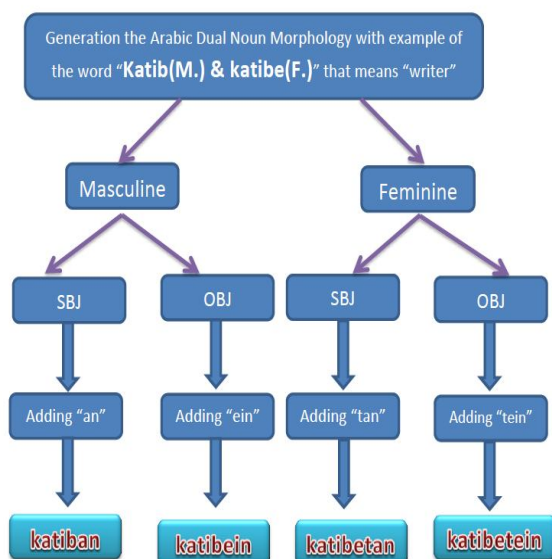 Generation the Arabic Dual Noun Morphology with example of
the word “Katib(M.) & katibe(F.)” that means “writer”
Masculine
Feminine
SBJ
OBJ
SBJ
OBJ
Adding “an”
Adding “ein”
Adding “tan”
Adding “tein”
katiban
katibein
katibetan
katibetein